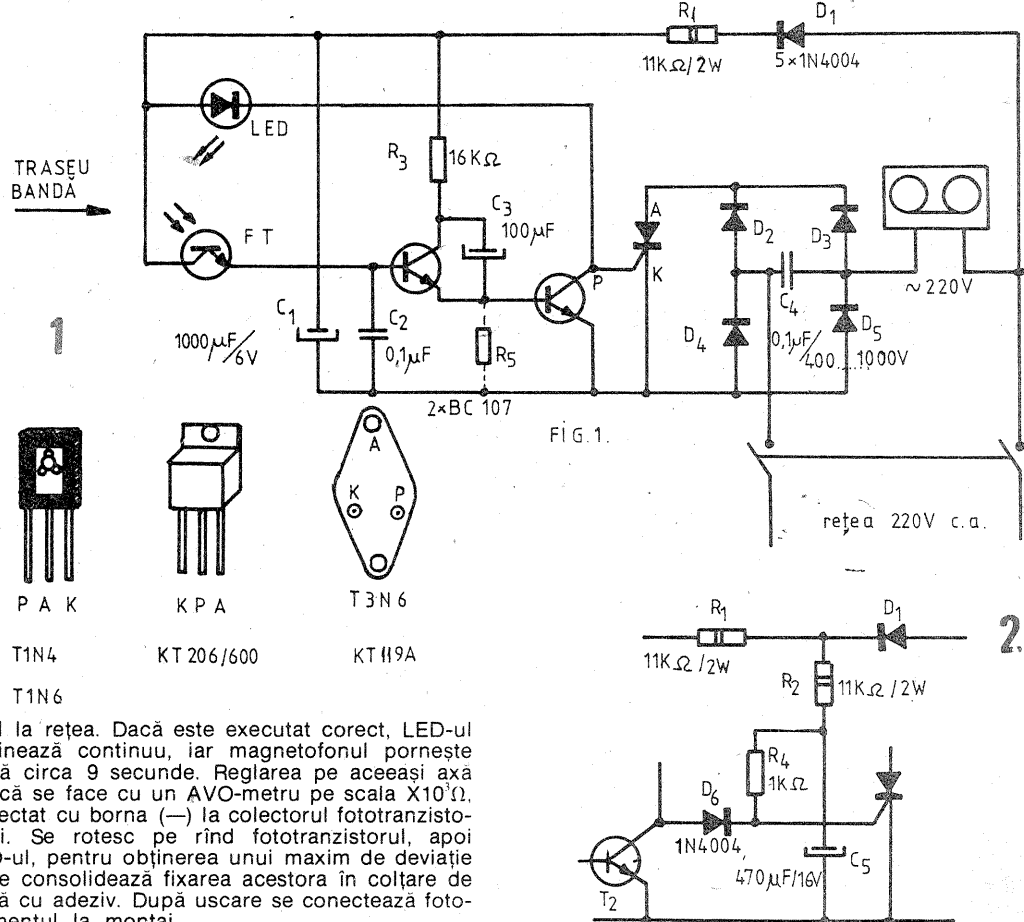 R1
D1
11KΩ/2W
5×1N4004
LED
R3
16KΩ
TRASEU
BANDĂ
C3
100μF
FT
A
K
P
D2
D3
C4
~220V
C1
1000μF/6V
C2
0,1μF
R5
D4
0,1μF/400....1000V
D5
1
2×BC 107
FIG.1.
rețea 220V c.a.
A
K P
P A K
K P A
T3N6
T1N4
KT 206/600
KT 119A
T1N6
R1
D1
2.
11KΩ/2W
R2
11KΩ/2W
R4
1KΩ
D6
1N4004
C5
470μF/16V
T2
l la rețea. Dacă este executat corect, LED-ul
inează continuu, iar magnetofonul pornește
ă circa 9 secunde. Reglarea pe aceeași axă
că se face cu un AVO-metru pe scala X10³Ω,
ectat cu borna (—) la colectorul fototranzisto-
i. Se rotesc pe rînd fototranzistorul, apoi
D-ul, pentru obținerea unui maxim de deviație
e consolidează fixarea acestora în colțare de
ă cu adeziv. După uscare se conectează foto-
mentul la montaj